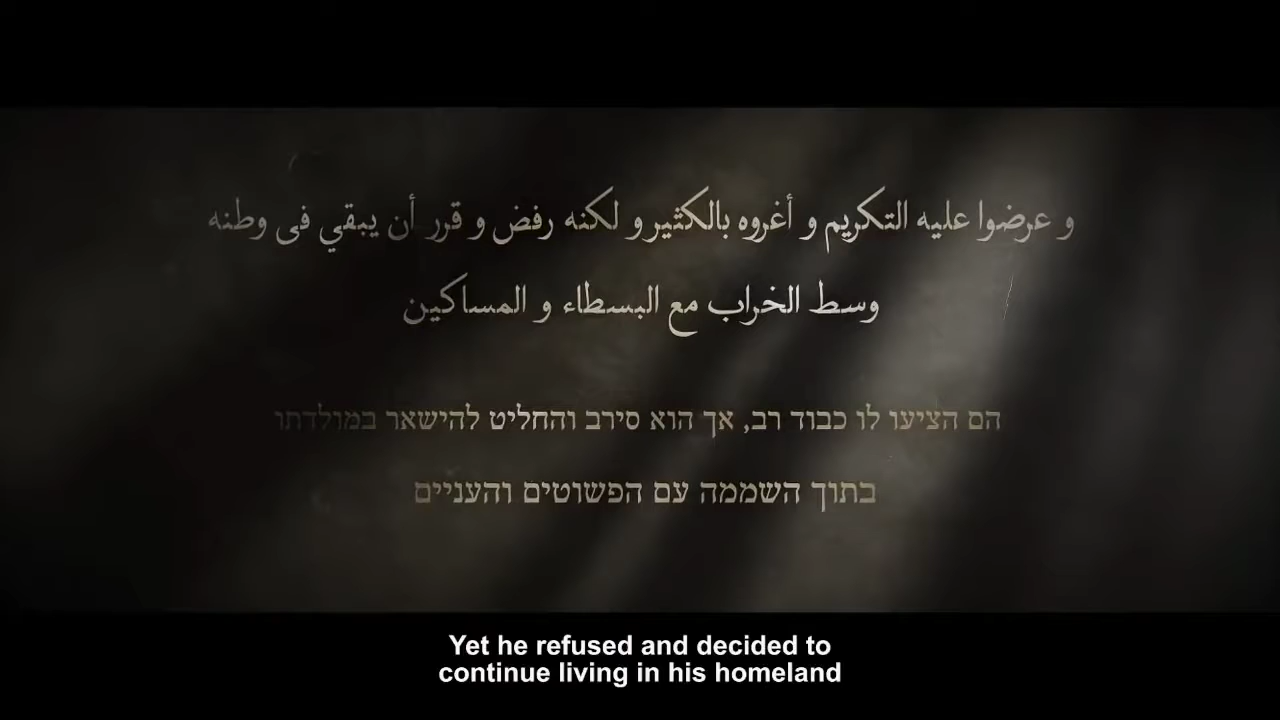 و عرضوا عليه التكريم و أغروه بالكثير و لكنه رفض و قرر أن يبقي فى وطنه
وسط الخراب مع البسطاء و المساكين
הם הציעו לו כבוד רב, אך הוא סירב והחליט להישאר במולדתו
בתוך השממה עם הפשוטים והעניים
Yet he refused and decided to
continue living in his homeland